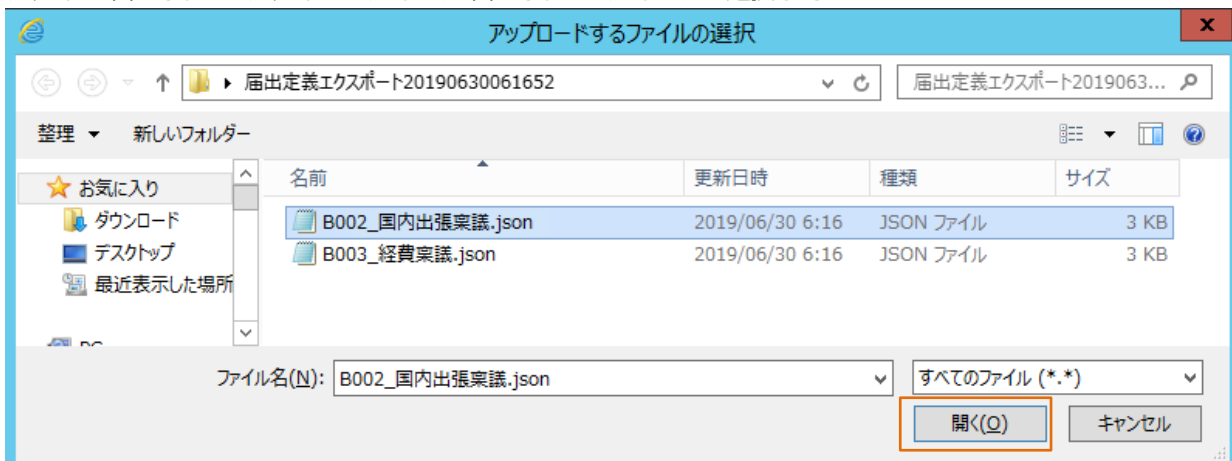 アップロードするファイルの選択
x
届出定義エクスポート20190630061652
届出定義エクスポート2019063...
整理 新しいフォルダー
名前 更新日時 種類 サイズ
お気に入り
B002_国内出張稟議.json 2019/06/30 6:16 JSON ファイル 3 KB
ダウンロード
B003_経費稟議.json 2019/06/30 6:16 JSON ファイル 3 KB
デスクトップ
最近表示した場所
PC
ファイル名(N): B002_国内出張稟議.json すべてのファイル (*.*)
開く(O) キャンセル